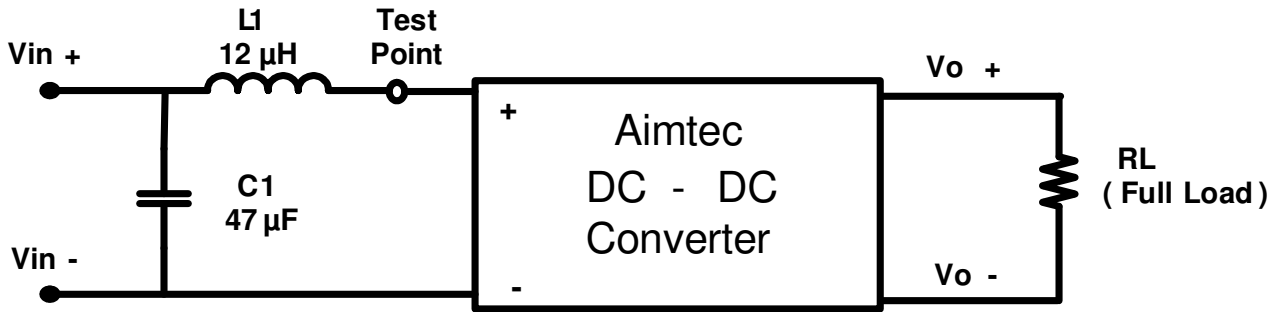 L1
12 µH
Test
Point
Vin +
Vo +
+
Aimtec
DC - DC
Converter
C1
47 µF
RL
( Full Load )
Vin -
-
Vo -